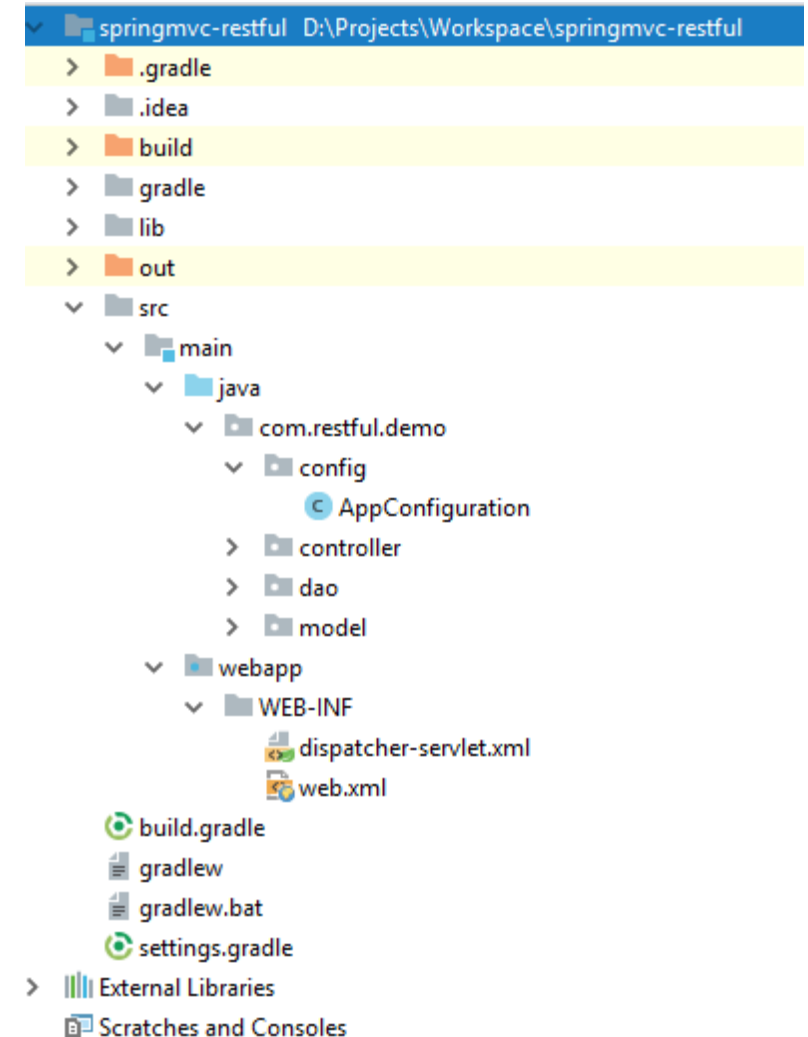 springmvc-restful D:\Projects\Workspace\springmvc-restful
.gradle
.idea
build
gradle
lib
out
src
main
java
com.restful.demo
config
C AppConfiguration
controller
dao
model
webapp
WEB-INF
dispatcher-servlet.xml
web.xml
build.gradle
gradlew
gradlew.bat
settings.gradle
External Libraries
Scratches and Consoles